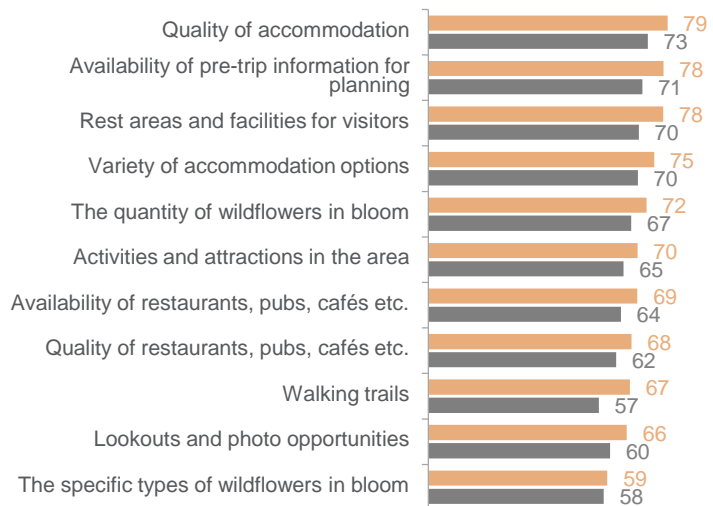 Quality of accommodation
79
73
Availability of pre-trip information for
planning
78
71
Rest areas and facilities for visitors
78
70
Variety of accommodation options
75
70
The quantity of wildflowers in bloom
72
67
Activities and attractions in the area
70
65
Availability of restaurants, pubs, cafés etc.
69
64
Quality of restaurants, pubs, cafés etc.
68
62
Walking trails
67
57
Lookouts and photo opportunities
66
60
The specific types of wildflowers in bloom
59
58